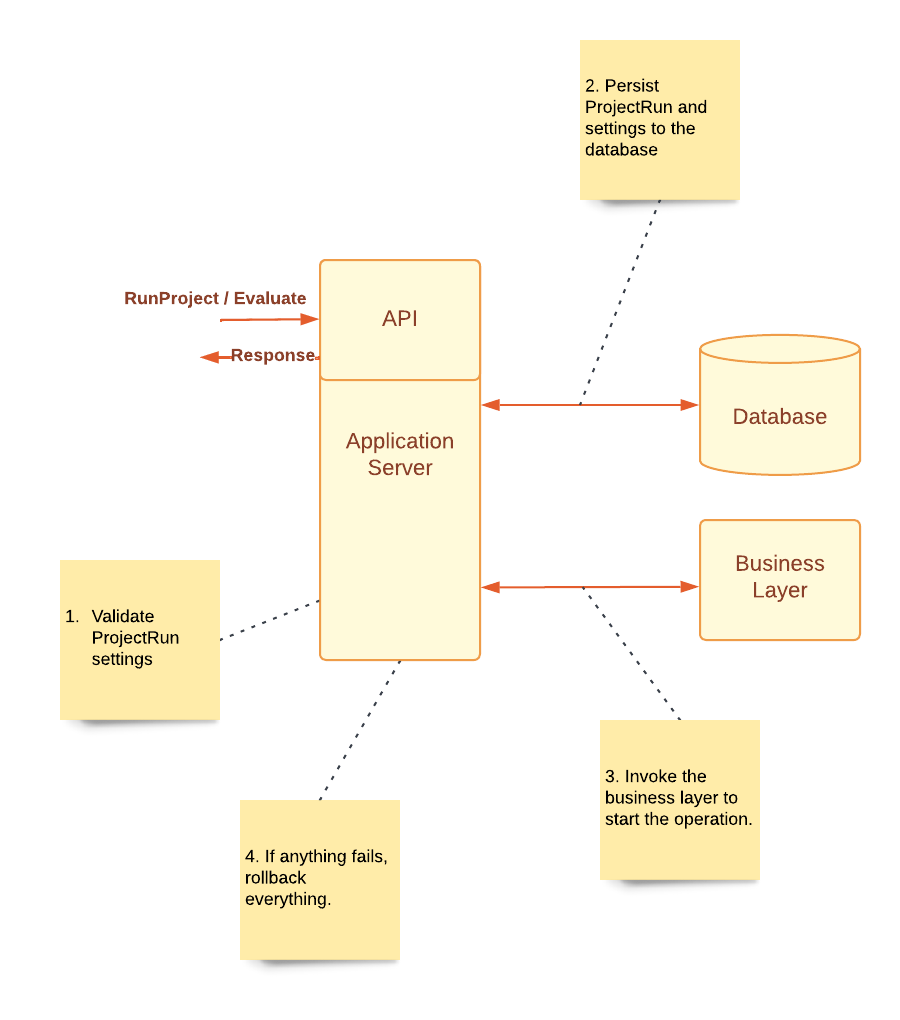 2. Persist
ProjectRun and
settings to the
database
RunProject / Evaluate
API
Response
Database
Application
Server
Business
Layer
1. Validate
ProjectRun
settings
3. Invoke the
business layer to
start the operation.
4. If anything fails,
rollback
everything.